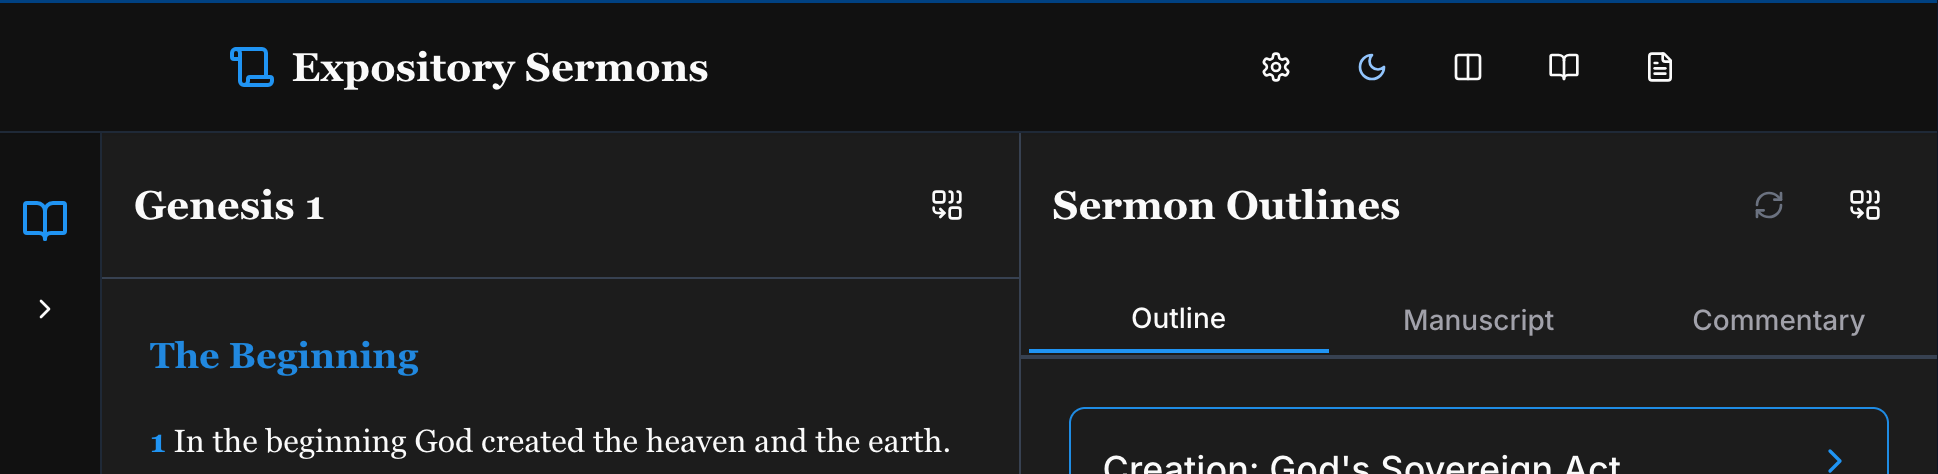 Expository Sermons
Genesis 1
The Beginning
1 In the beginning God created the heaven and the earth.
Sermon Outlines
Outline Manuscript Commentary
Creation: God's Sovereign Act